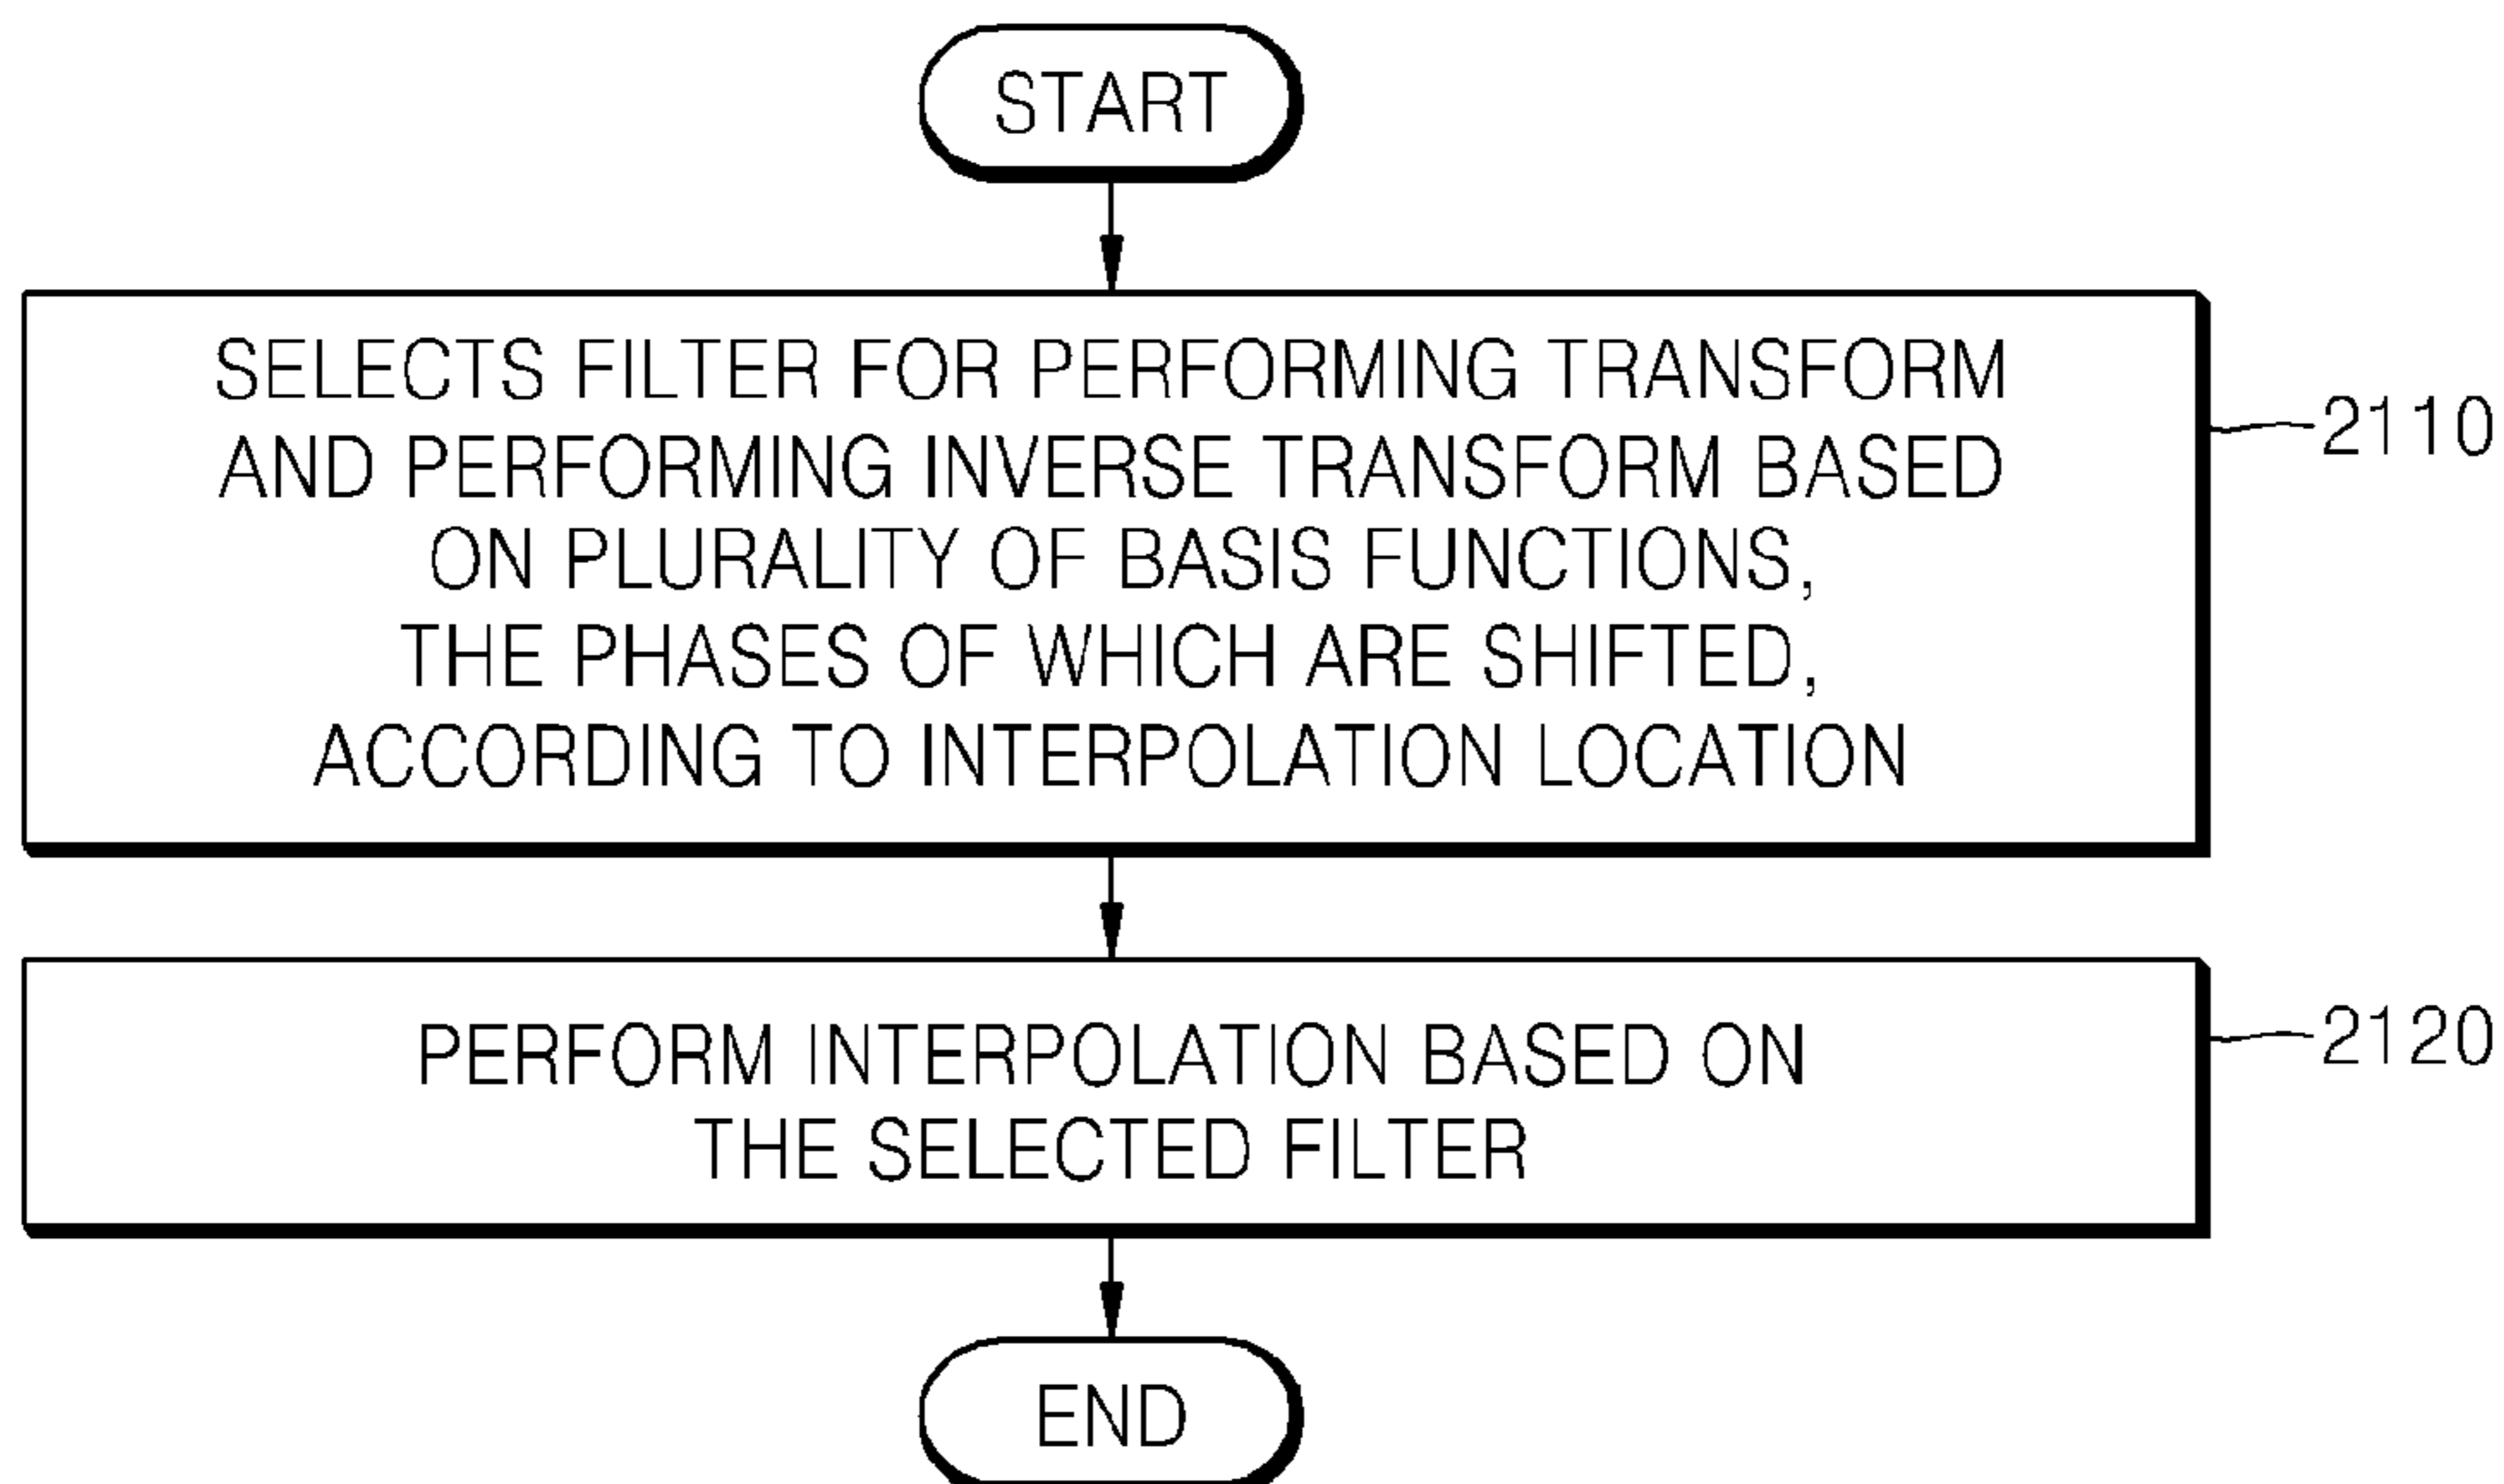 START
SELECTS FILTER FOR PERFORMING TRANSFORM
AND PERFORMING INVERSE TRANSFORM BASED
ON PLURALITY OF BASIS FUNCTIONS,
THE PHASES OF WHICH ARE SHIFTED,
ACCORDING TO INTERPOLATION LOCATION
2110
PERFORM INTERPOLATION BASED ON
THE SELECTED FILTER
2120
END